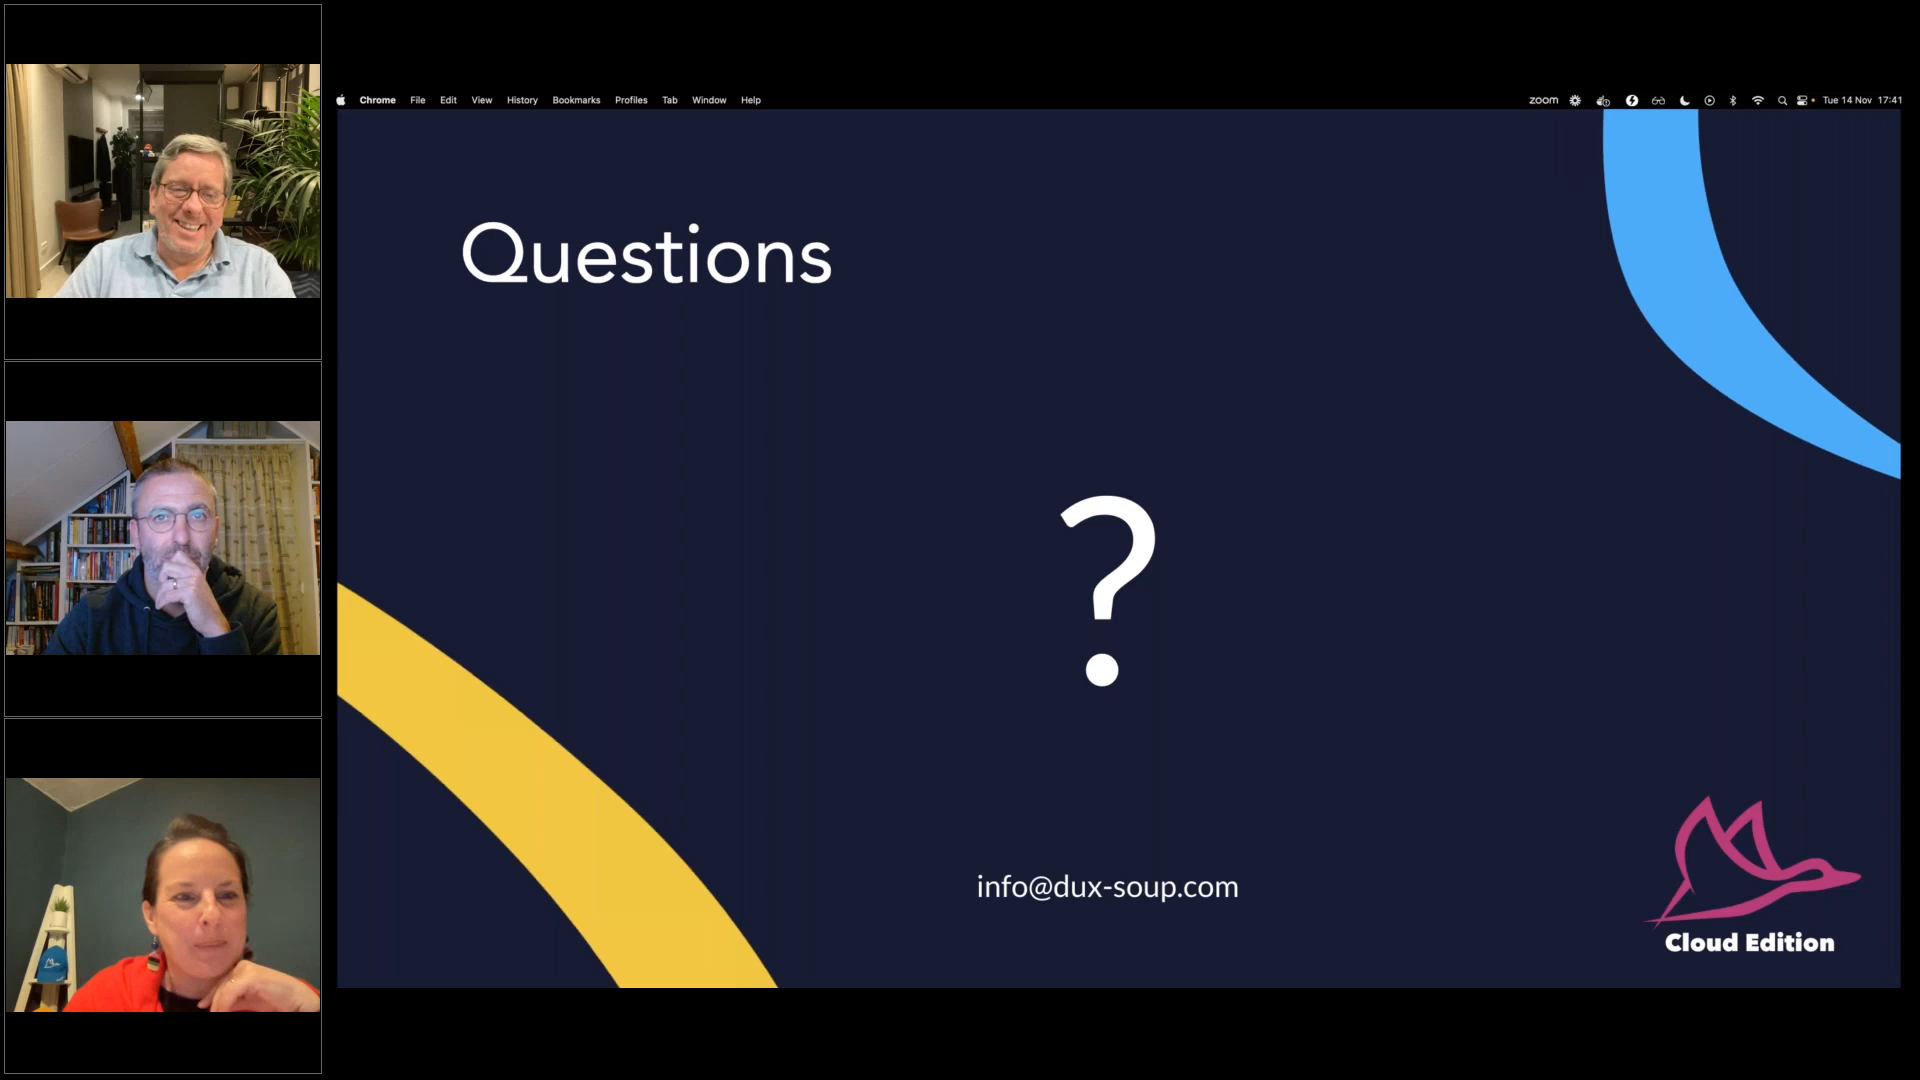 Chrome File Edit View History Bookmarks Profiles Tab Window Help
zoom Tue 14 Nov 17:41
Questions
?
info@dux-soup.com
Cloud Edition